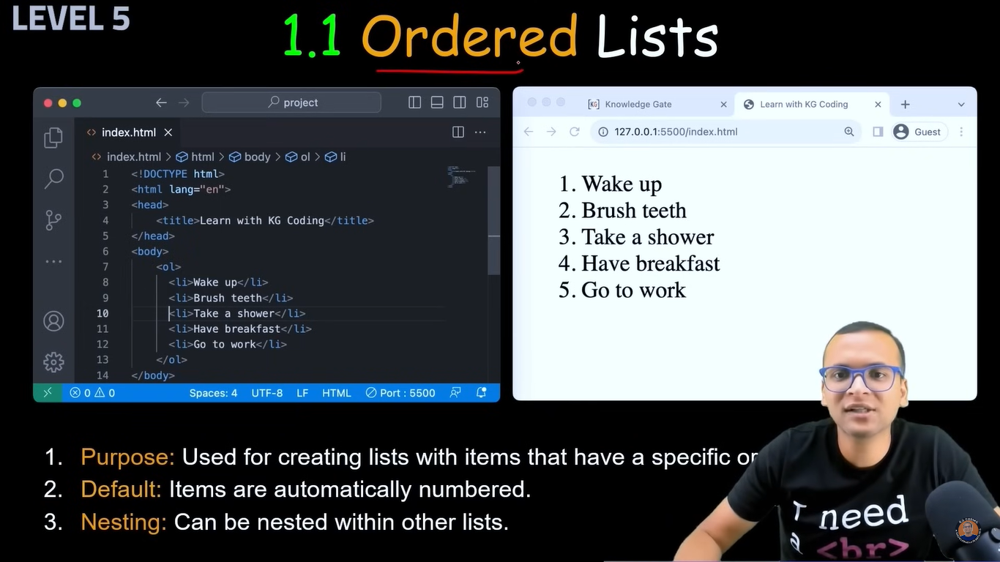 LEVEL 5
1.1 Ordered Lists
project
index.html
index.html > html > body > ol > li
1 <!DOCTYPE html>
2 <html lang="en">
3 <head>
4 <title>Learn with KG Coding</title>
5 </head>
6 <body>
7 <ol>
8 <li>Wake up</li>
9 <li>Brush teeth</li>
10 <li>Take a shower</li>
11 <li>Have breakfast</li>
12 <li>Go to work</li>
13 </ol>
14 </body>
0 0 Spaces: 4 UTF-8 LF HTML Port : 5500
KG Knowledge Gate Learn with KG Coding
127.0.0.1:5500/index.html Guest
1. Wake up
2. Brush teeth
3. Take a shower
4. Have breakfast
5. Go to work
1. Purpose: Used for creating lists with items that have a specific or
2. Default: Items are automatically numbered.
3. Nesting: Can be nested within other lists.
I need
a <br>